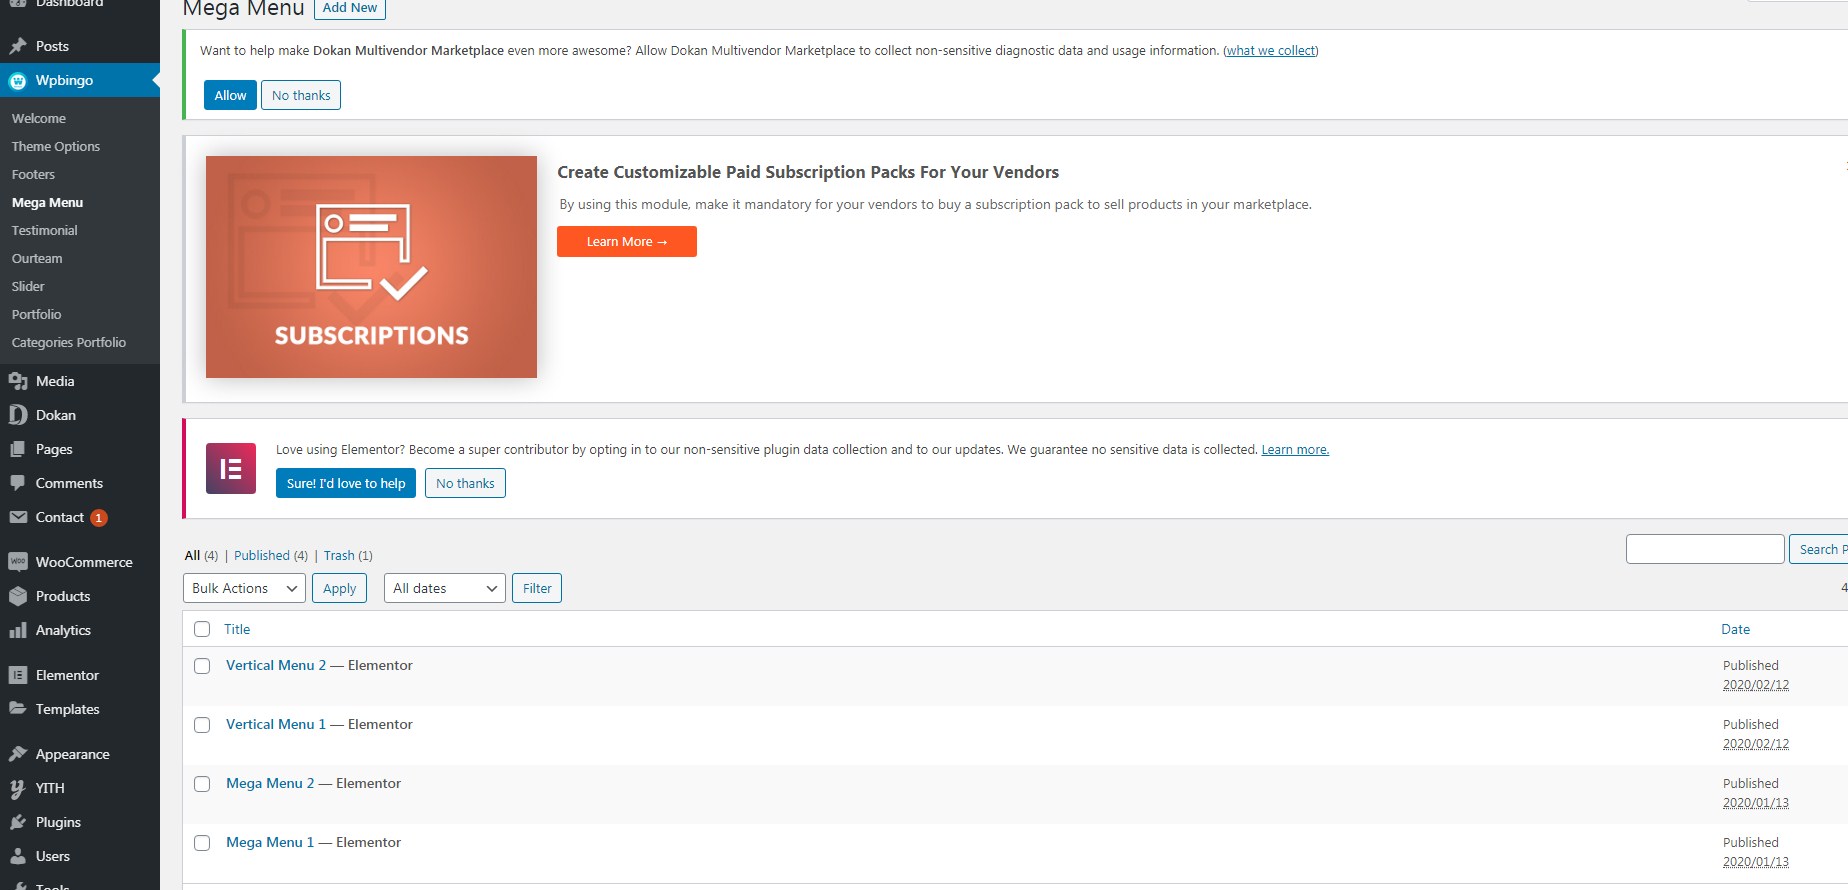 Dashboard
Posts
Wpbingo
Welcome
Theme Options
Footers
Mega Menu
Testimonial
Ourteam
Slider
Portfolio
Categories Portfolio
Media
Dokan
Pages
Comments
Contact 1
WooCommerce
Products
Analytics
Elementor
Templates
Appearance
YITH
Plugins
Users
Tools
Mega Menu Add New
Want to help make Dokan Multivendor Marketplace even more awesome? Allow Dokan Multivendor Marketplace to collect non-sensitive diagnostic data and usage information. (what we collect)
Allow No thanks
SUBSCRIPTIONS
Create Customizable Paid Subscription Packs For Your Vendors
By using this module, make it mandatory for your vendors to buy a subscription pack to sell products in your marketplace.
Learn More →
Love using Elementor? Become a super contributor by opting in to our non-sensitive plugin data collection and to our updates. We guarantee no sensitive data is collected. Learn more.
Sure! I'd love to help No thanks
All (4) | Published (4) | Trash (1)
Search P
Bulk Actions Apply All dates Filter 4
Title Date
Vertical Menu 2 — Elementor Published
2020/02/12
Vertical Menu 1 — Elementor Published
2020/02/12
Mega Menu 2 — Elementor Published
2020/01/13
Mega Menu 1 — Elementor Published
2020/01/13